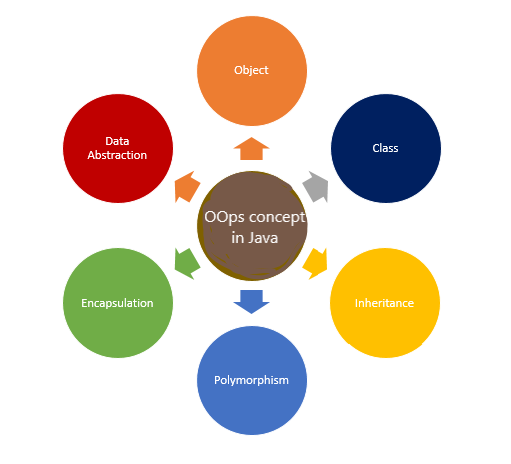 Object
Data
Abstraction
Class
OOps concept
in Java
Encapsulation
Inheritance
Polymorphism